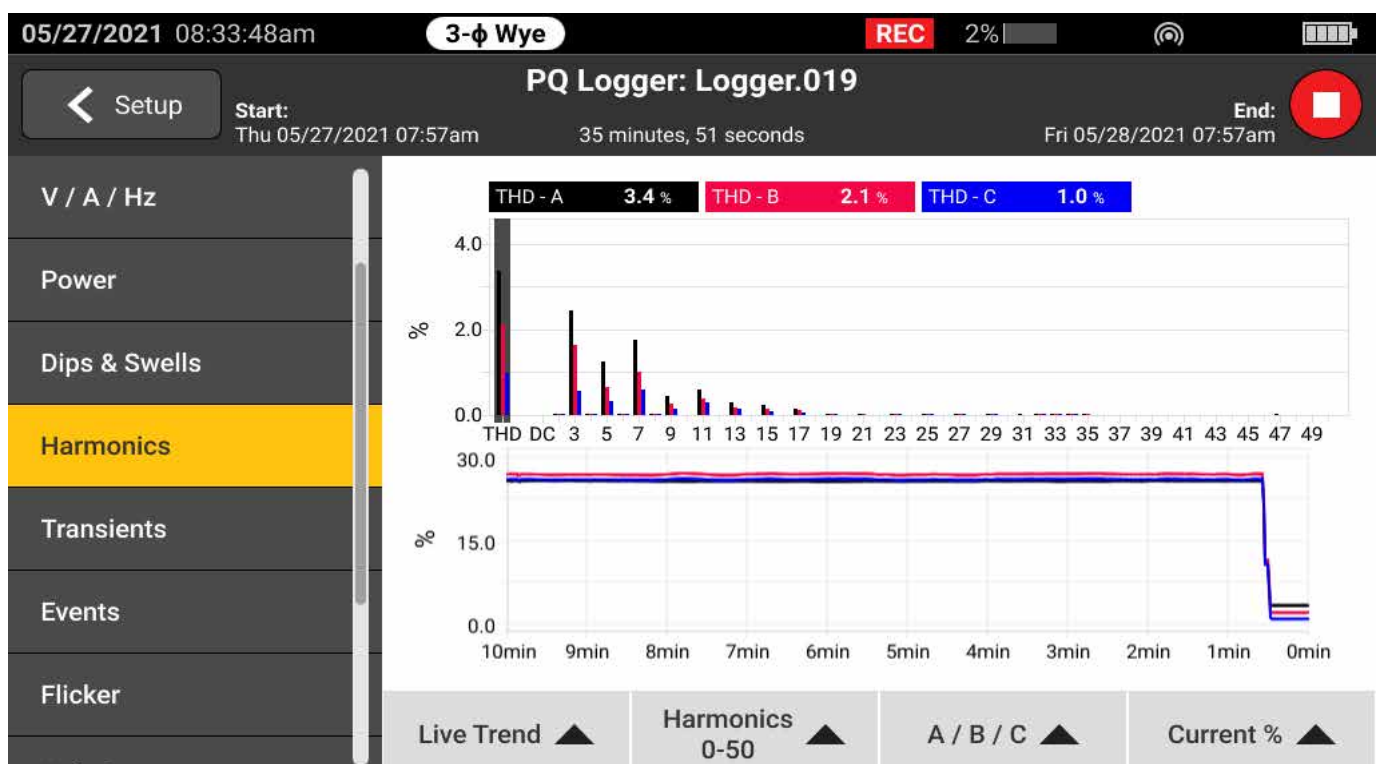 05/27/2021 08:33:48am 3-ϕ Wye REC 2%
PQ Logger: Logger.019
Setup
Start:
Thu 05/27/2021 07:57am
35 minutes, 51 seconds
End:
Fri 05/28/2021 07:57am
V / A / Hz
Power
Dips & Swells
Harmonics
Transients
Events
Flicker
THD - A 3.4 % THD - B 2.1 % THD - C 1.0 %
4.0
2.0
0.0
%
THD DC 3 5 7 9 11 13 15 17 19 21 23 25 27 29 31 33 35 37 39 41 43 45 47 49
30.0
15.0
0.0
%
10min 9min 8min 7min 6min 5min 4min 3min 2min 1min 0min
Live Trend
Harmonics
0-50
A / B / C
Current %